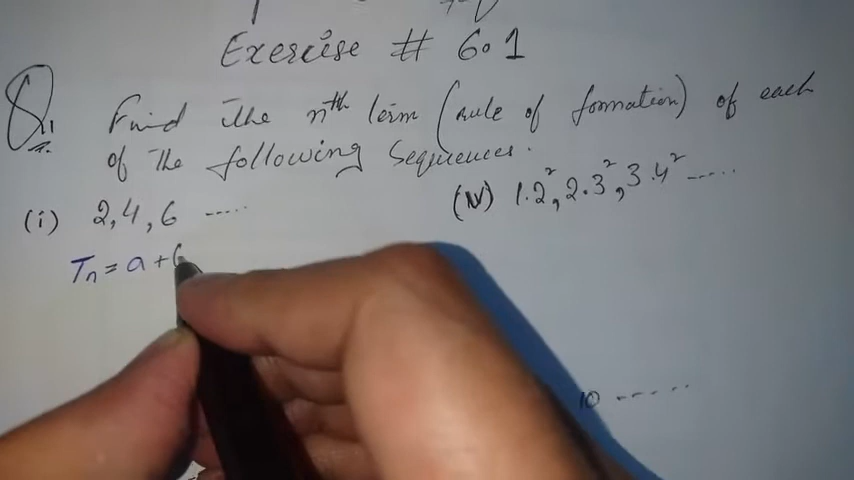 Exercise # 6.1
Q1 Find the nth term (rule of formation) of each
of the following Sequences.
(i) 2, 4, 6 .....
(iv) 1.2², 2.3², 3.4² .....
Tn = a + (
10 ......